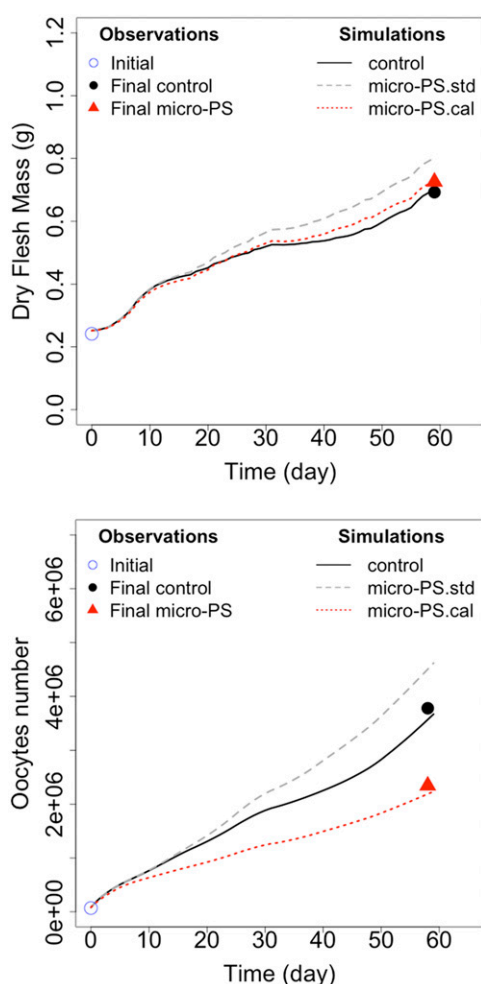 Observations Simulations
Initial control
Final control micro-PS.std
Final micro-PS micro-PS.cal
Dry Flesh Mass (g)
0.0 0.2 0.4 0.6 0.8 1.0 1.2
0 10 20 30 40 50 60
Time (day)
Observations Simulations
Initial control
Final control micro-PS.std
Final micro-PS micro-PS.cal
Oocytes number
0e+00 2e+06 4e+06 6e+06
0 10 20 30 40 50 60
Time (day)